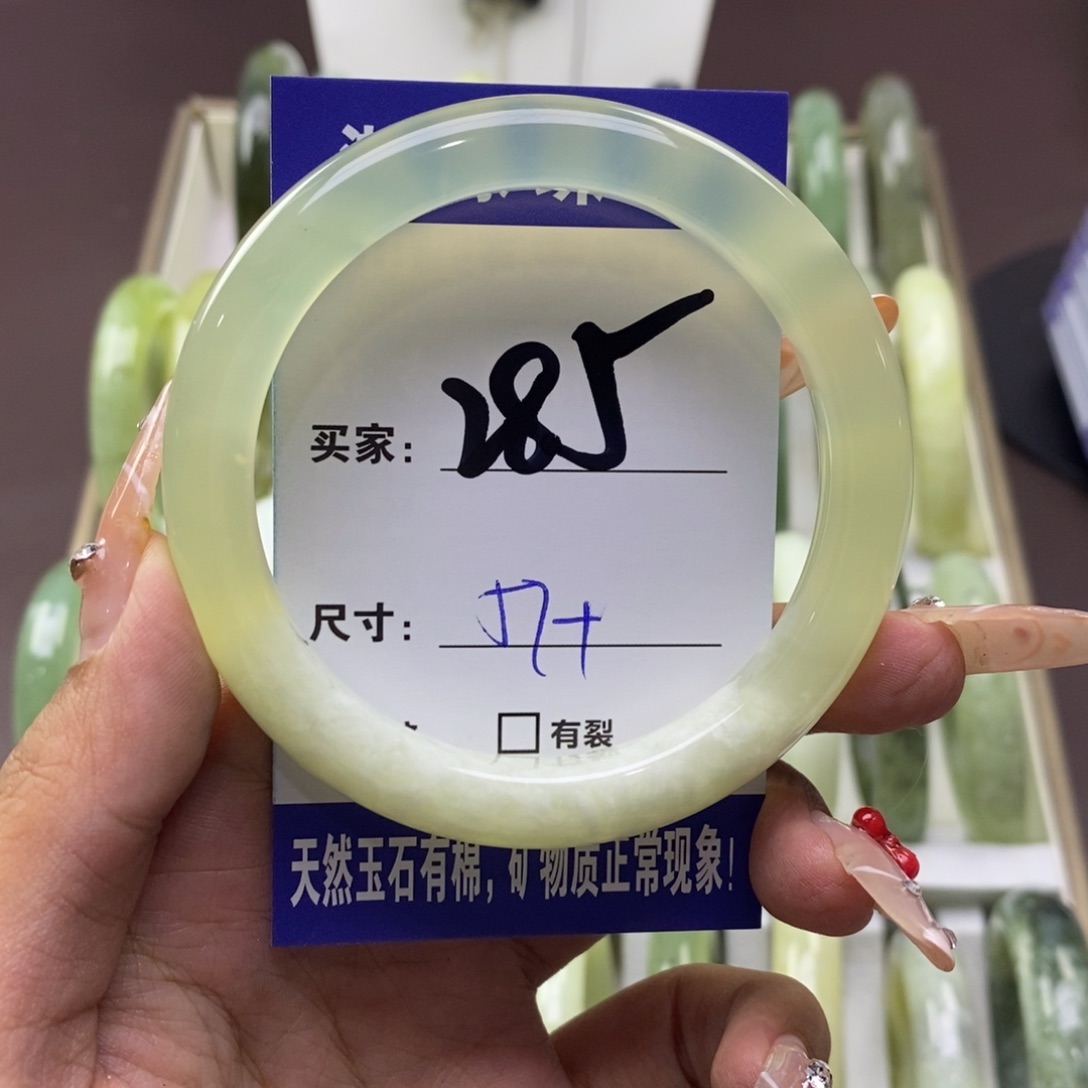 买家: 285
尺寸: 57+
□有裂
天然玉石有棉,矿物质正常现象!